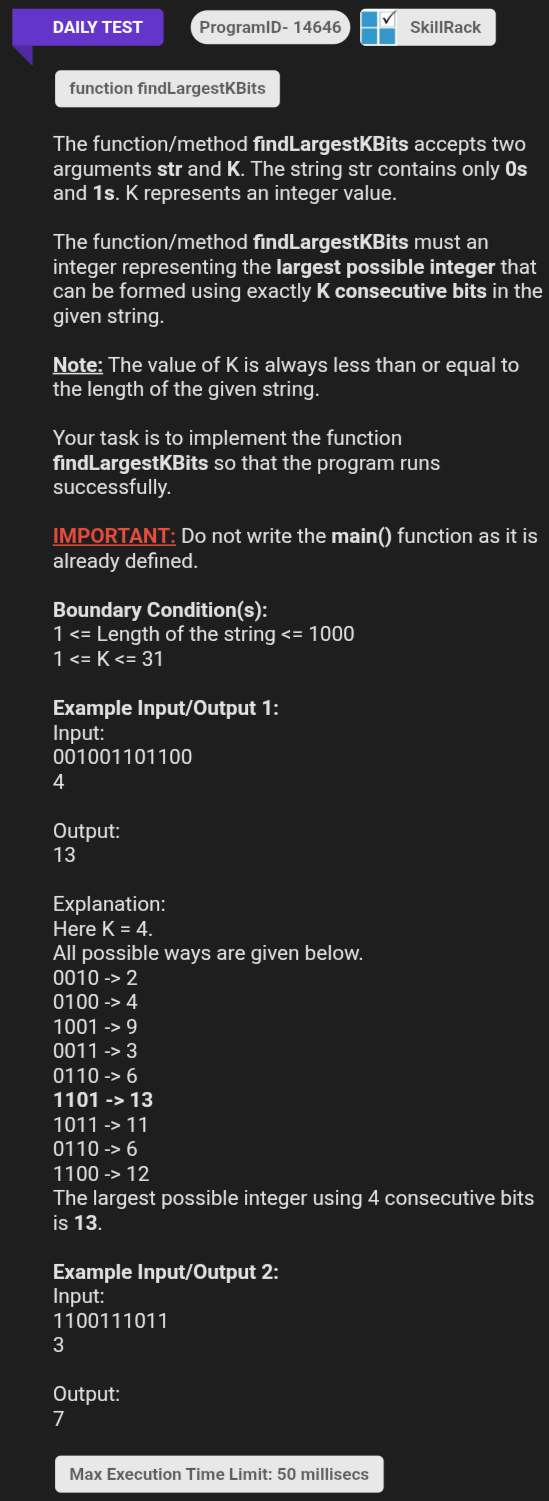 DAILY TEST
ProgramID- 14646
SkillRack
function findLargestKBits
The function/method findLargestKBits accepts two
arguments str and K. The string str contains only 0s
and 1s. K represents an integer value.
The function/method findLargestKBits must an
integer representing the largest possible integer that
can be formed using exactly K consecutive bits in the
given string.
Note: The value of K is always less than or equal to
the length of the given string.
Your task is to implement the function
findLargestKBits so that the program runs
successfully.
IMPORTANT: Do not write the main() function as it is
already defined.
Boundary Condition(s):
1 <= Length of the string <= 1000
1 <= K <= 31
Example Input/Output 1:
Input:
001001101100
4
Output:
13
Explanation:
Here K = 4.
All possible ways are given below.
0010 -> 2
0100 -> 4
1001 -> 9
0011 -> 3
0110 -> 6
1101 -> 13
1011 -> 11
0110 -> 6
1100 -> 12
The largest possible integer using 4 consecutive bits
is 13.
Example Input/Output 2:
Input:
1100111011
3
Output:
7
Max Execution Time Limit: 50 millisecs